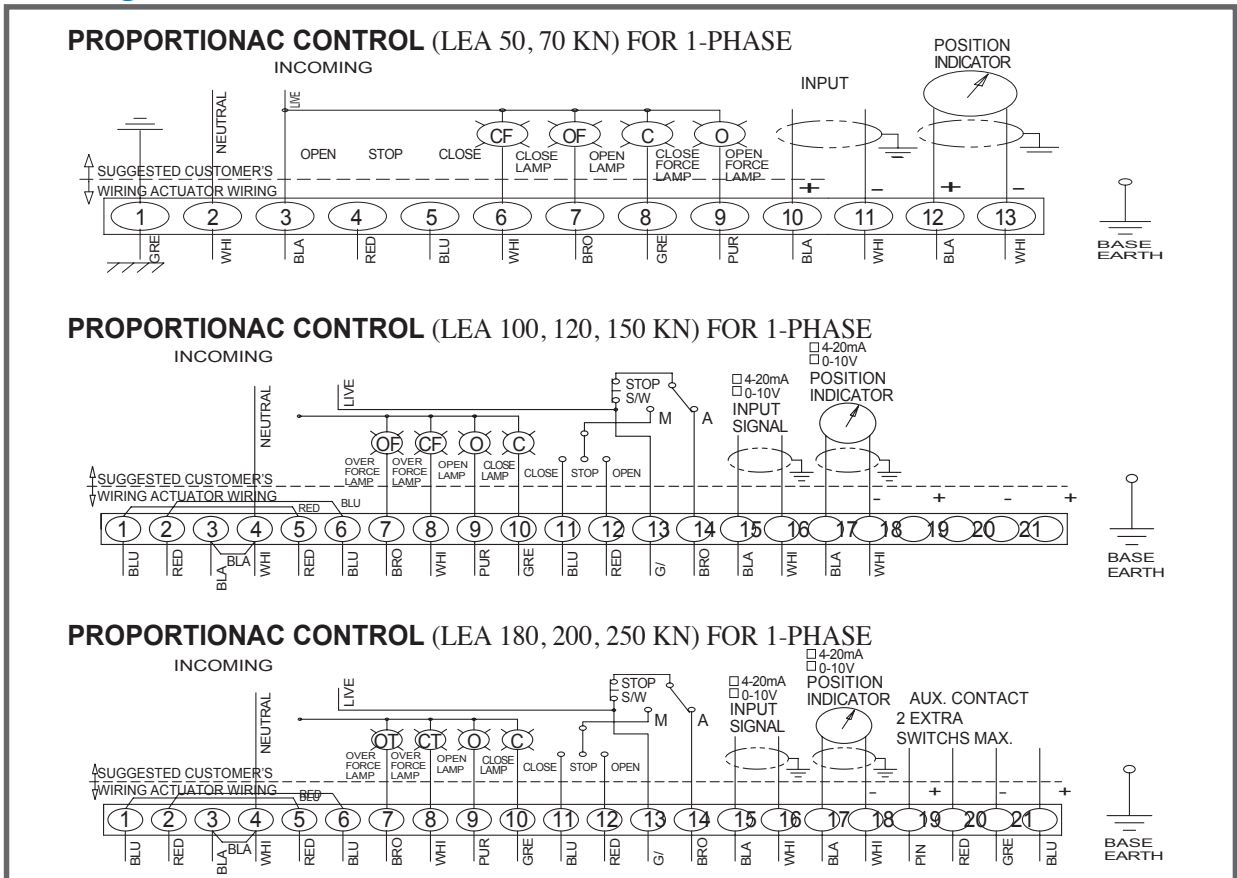 PROPORTIONAC CONTROL (LEA 50, 70 KN) FOR 1-PHASE
INCOMING
NEUTRAL
LIVE
INPUT
POSITION
INDICATOR
CF OF C O
OPEN STOP CLOSE
CLOSE
LAMP
OPEN
LAMP
CLOSE
FORCE
LAMP
OPEN
FORCE
LAMP
SUGGESTED CUSTOMER'S
WIRING ACTUATOR WIRING
+ - + -
1 2 3 4 5 6 7 8 9 10 11 12 13
GRE WHI BLA RED BLU WHI BRO GRE PUR BLA WHI BLA WHI
BASE
EARTH
PROPORTIONAC CONTROL (LEA 100, 120, 150 KN) FOR 1-PHASE
INCOMING
NEUTRAL
LIVE
STOP
S/W
M A
4-20mA
0-10V
INPUT
SIGNAL
4-20mA
0-10V
POSITION
INDICATOR
OF CF O C
OVER
FORCE
LAMP
OVER
FORCE
LAMP
OPEN
LAMP
CLOSE
LAMP
CLOSE STOP OPEN
SUGGESTED CUSTOMER'S
WIRING ACTUATOR WIRING
RED BLU
- + - +
1 2 3 4 5 6 7 8 9 10 11 12 13 14 15 16 17 18 19 20 21
BLU RED BLA BLA WHI RED BLU BRO WHI PUR GRE BLU RED G/ BRO BLA WHI BLA WHI
BASE
EARTH
PROPORTIONAC CONTROL (LEA 180, 200, 250 KN) FOR 1-PHASE
INCOMING
NEUTRAL
LIVE
STOP
S/W
M A
4-20mA
0-10V
INPUT
SIGNAL
4-20mA
0-10V
POSITION
INDICATOR
AUX. CONTACT
2 EXTRA
SWITCHS MAX.
OT CT O C
OVER
FORCE
LAMP
OVER
FORCE
LAMP
OPEN
LAMP
CLOSE
LAMP
CLOSE STOP OPEN
SUGGESTED CUSTOMER'S
WIRING ACTUATOR WIRING
RED
BLU
- + - +
1 2 3 4 5 6 7 8 9 10 11 12 13 14 15 16 17 18 19 20 21
BLU RED BLA BLA WHI RED BLU BRO WHI PUR GRE BLU RED G/ BRO BLA WHI BLA WHI PIN RED GRE BLU
BASE
EARTH